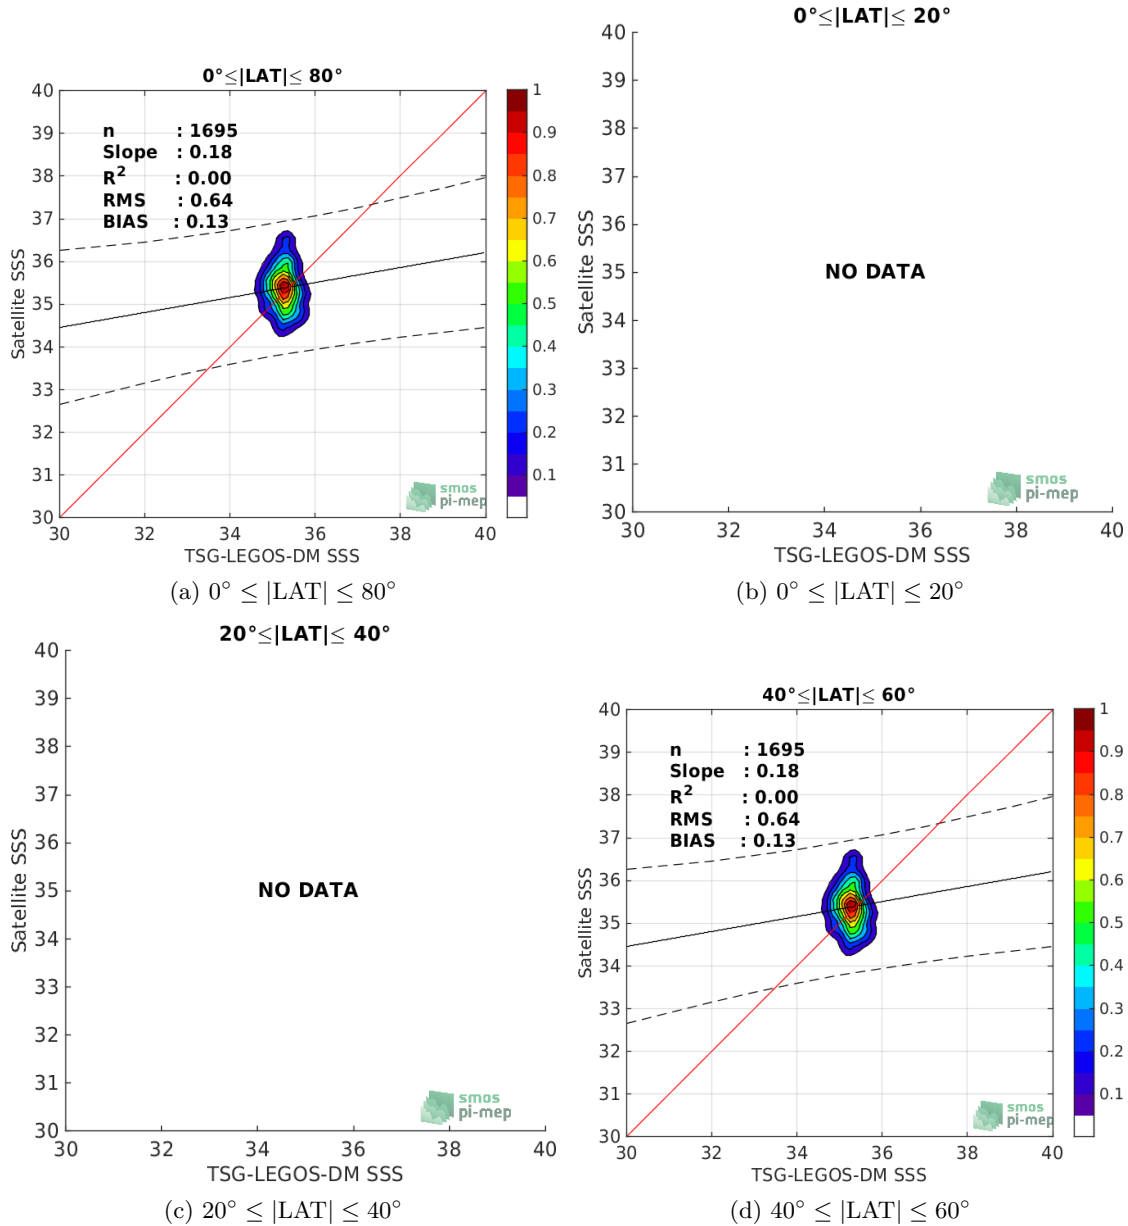 0°≤|LAT|≤ 80°
n : 1695
Slope : 0.18
R² : 0.00
RMS : 0.64
BIAS : 0.13
Satellite SSS
40
39
38
37
36
35
34
33
32
31
30
30 32 34 36 38 40
TSG-LEGOS-DM SSS
1
0.9
0.8
0.7
0.6
0.5
0.4
0.3
0.2
0.1
smos
pi-mep
(a) 0° ≤ |LAT| ≤ 80°
0°≤|LAT|≤ 20°
Satellite SSS
40
39
38
37
36
35
34
33
32
31
30
NO DATA
smos
pi-mep
30 32 34 36 38 40
TSG-LEGOS-DM SSS
(b) 0° ≤ |LAT| ≤ 20°
20°≤|LAT|≤ 40°
Satellite SSS
40
39
38
37
36
35
34
33
32
31
30
NO DATA
smos
pi-mep
30 32 34 36 38 40
TSG-LEGOS-DM SSS
(c) 20° ≤ |LAT| ≤ 40°
40°≤|LAT|≤ 60°
n : 1695
Slope : 0.18
R² : 0.00
RMS : 0.64
BIAS : 0.13
Satellite SSS
40
39
38
37
36
35
34
33
32
31
30
30 32 34 36 38 40
TSG-LEGOS-DM SSS
1
0.9
0.8
0.7
0.6
0.5
0.4
0.3
0.2
0.1
smos
pi-mep
(d) 40° ≤ |LAT| ≤ 60°